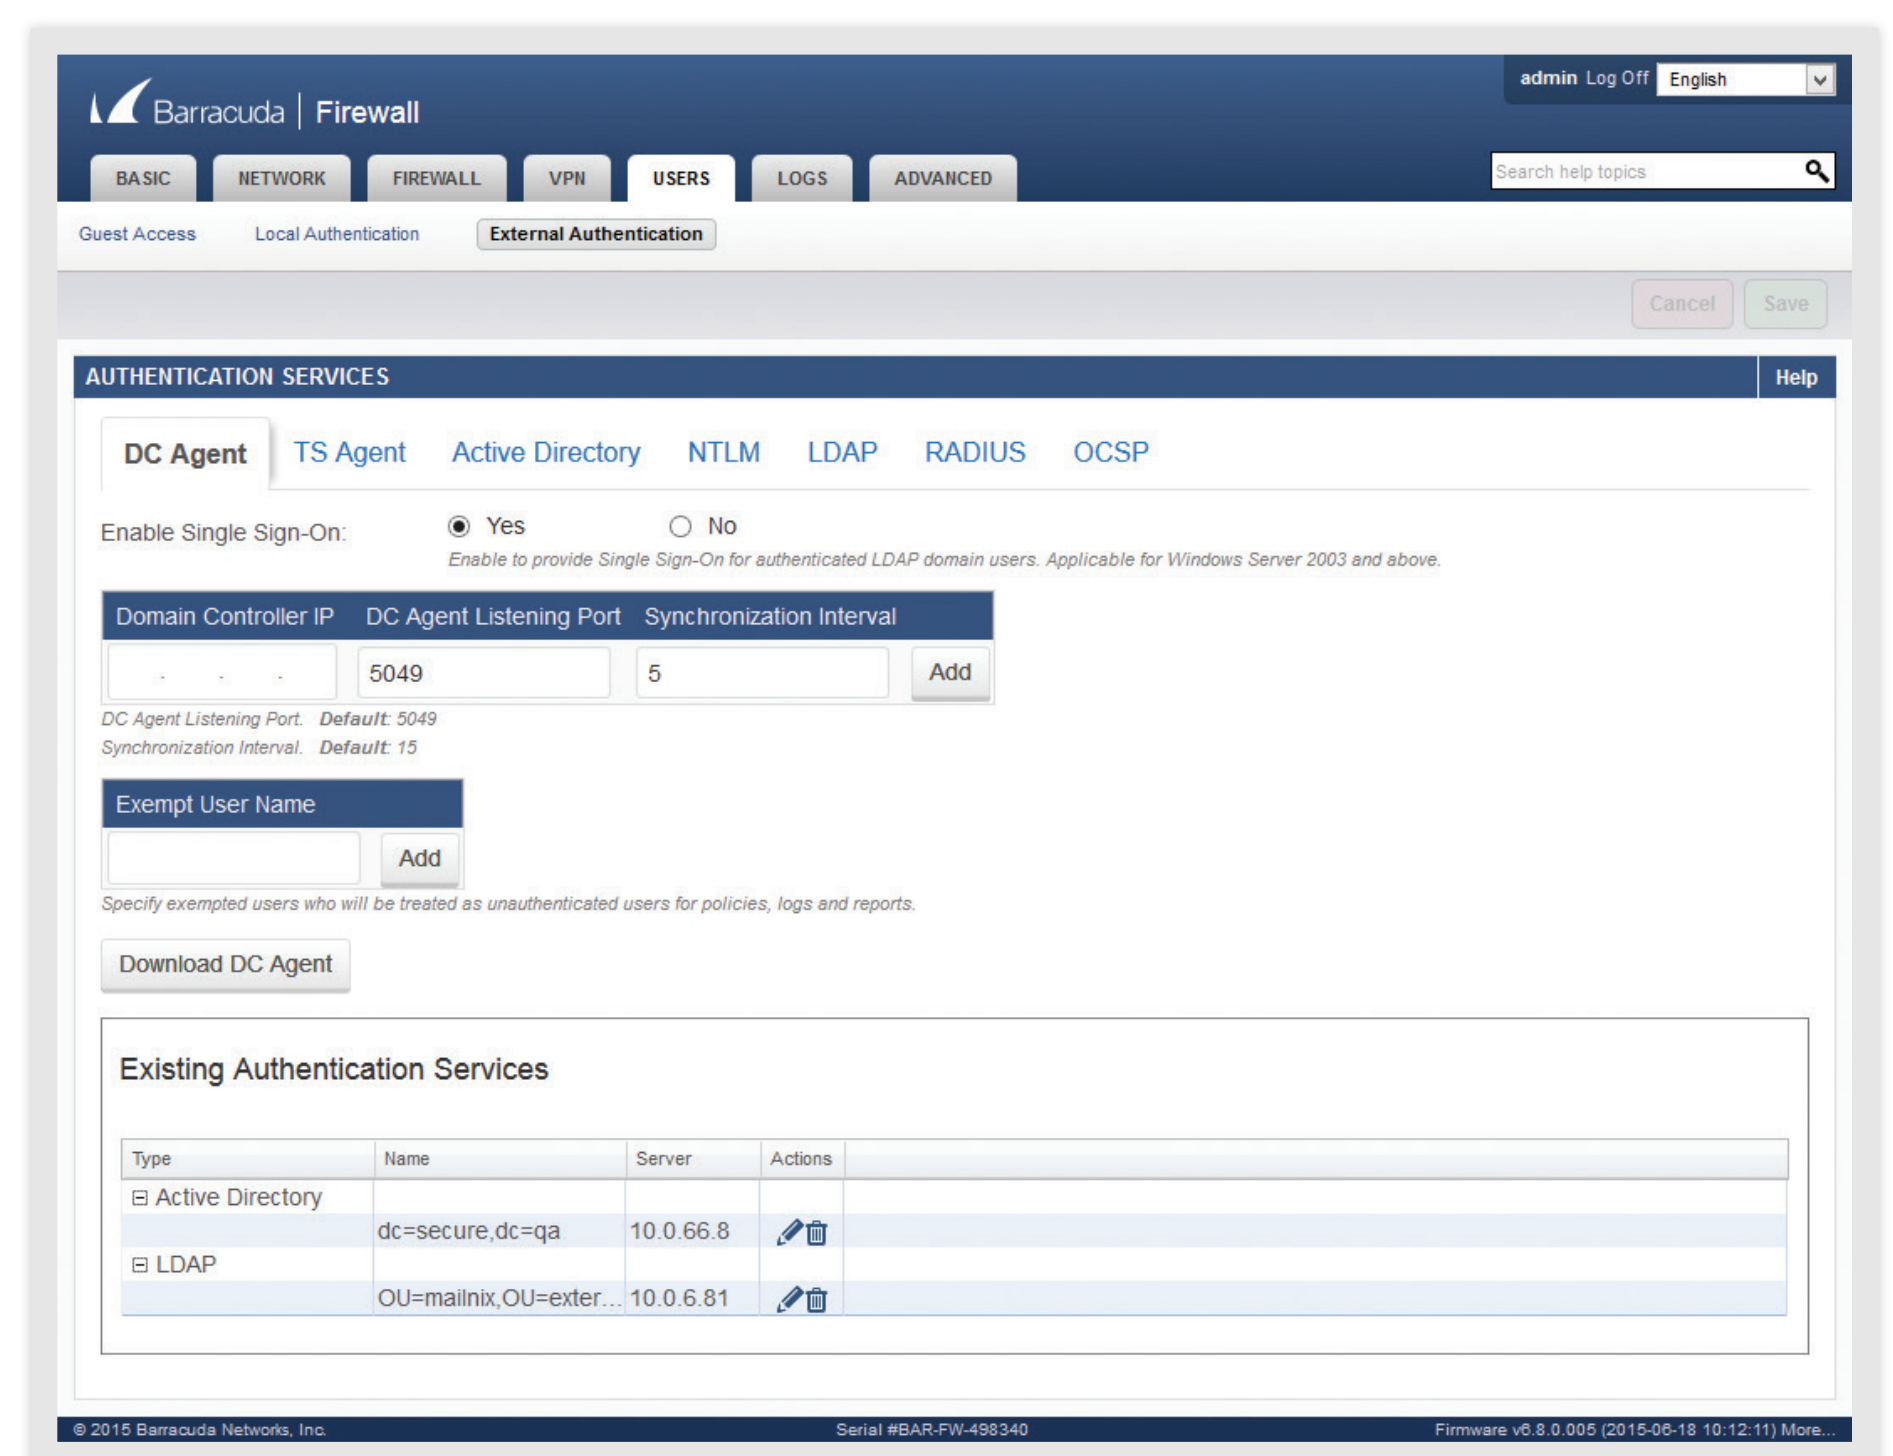 admin Log Off English
Barracuda | Firewall
BASIC NETWORK FIREWALL VPN USERS LOGS ADVANCED Search help topics
Guest Access Local Authentication External Authentication
Cancel Save
AUTHENTICATION SERVICES Help
DC Agent TS Agent Active Directory NTLM LDAP RADIUS OCSP
Enable Single Sign-On: Yes No
Enable to provide Single Sign-On for authenticated LDAP domain users. Applicable for Windows Server 2003 and above.
Domain Controller IP DC Agent Listening Port Synchronization Interval
. . . 5049 5 Add
DC Agent Listening Port. Default: 5049
Synchronization Interval. Default: 15
Exempt User Name
Add
Specify exempted users who will be treated as unauthenticated users for policies, logs and reports.
Download DC Agent
Existing Authentication Services
Type Name Server Actions
Active Directory
dc=secure,dc=qa 10.0.66.8
LDAP
OU=mailnix,OU=exter... 10.0.6.81
© 2015 Barracuda Networks, Inc. Serial #BAR-FW-498340 Firmware v6.8.0.005 (2015-06-18 10:12:11) More...